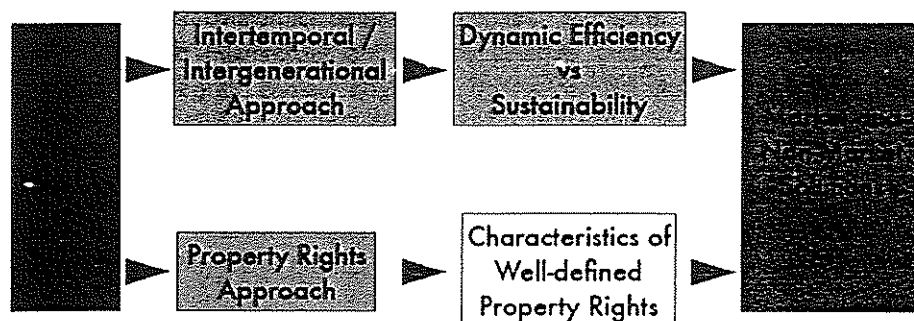 Intertemporal /
Intergenerational
Approach
Dynamic Efficiency
vs
Sustainability
Property Rights
Approach
Characteristics of
Well-defined
Property Rights